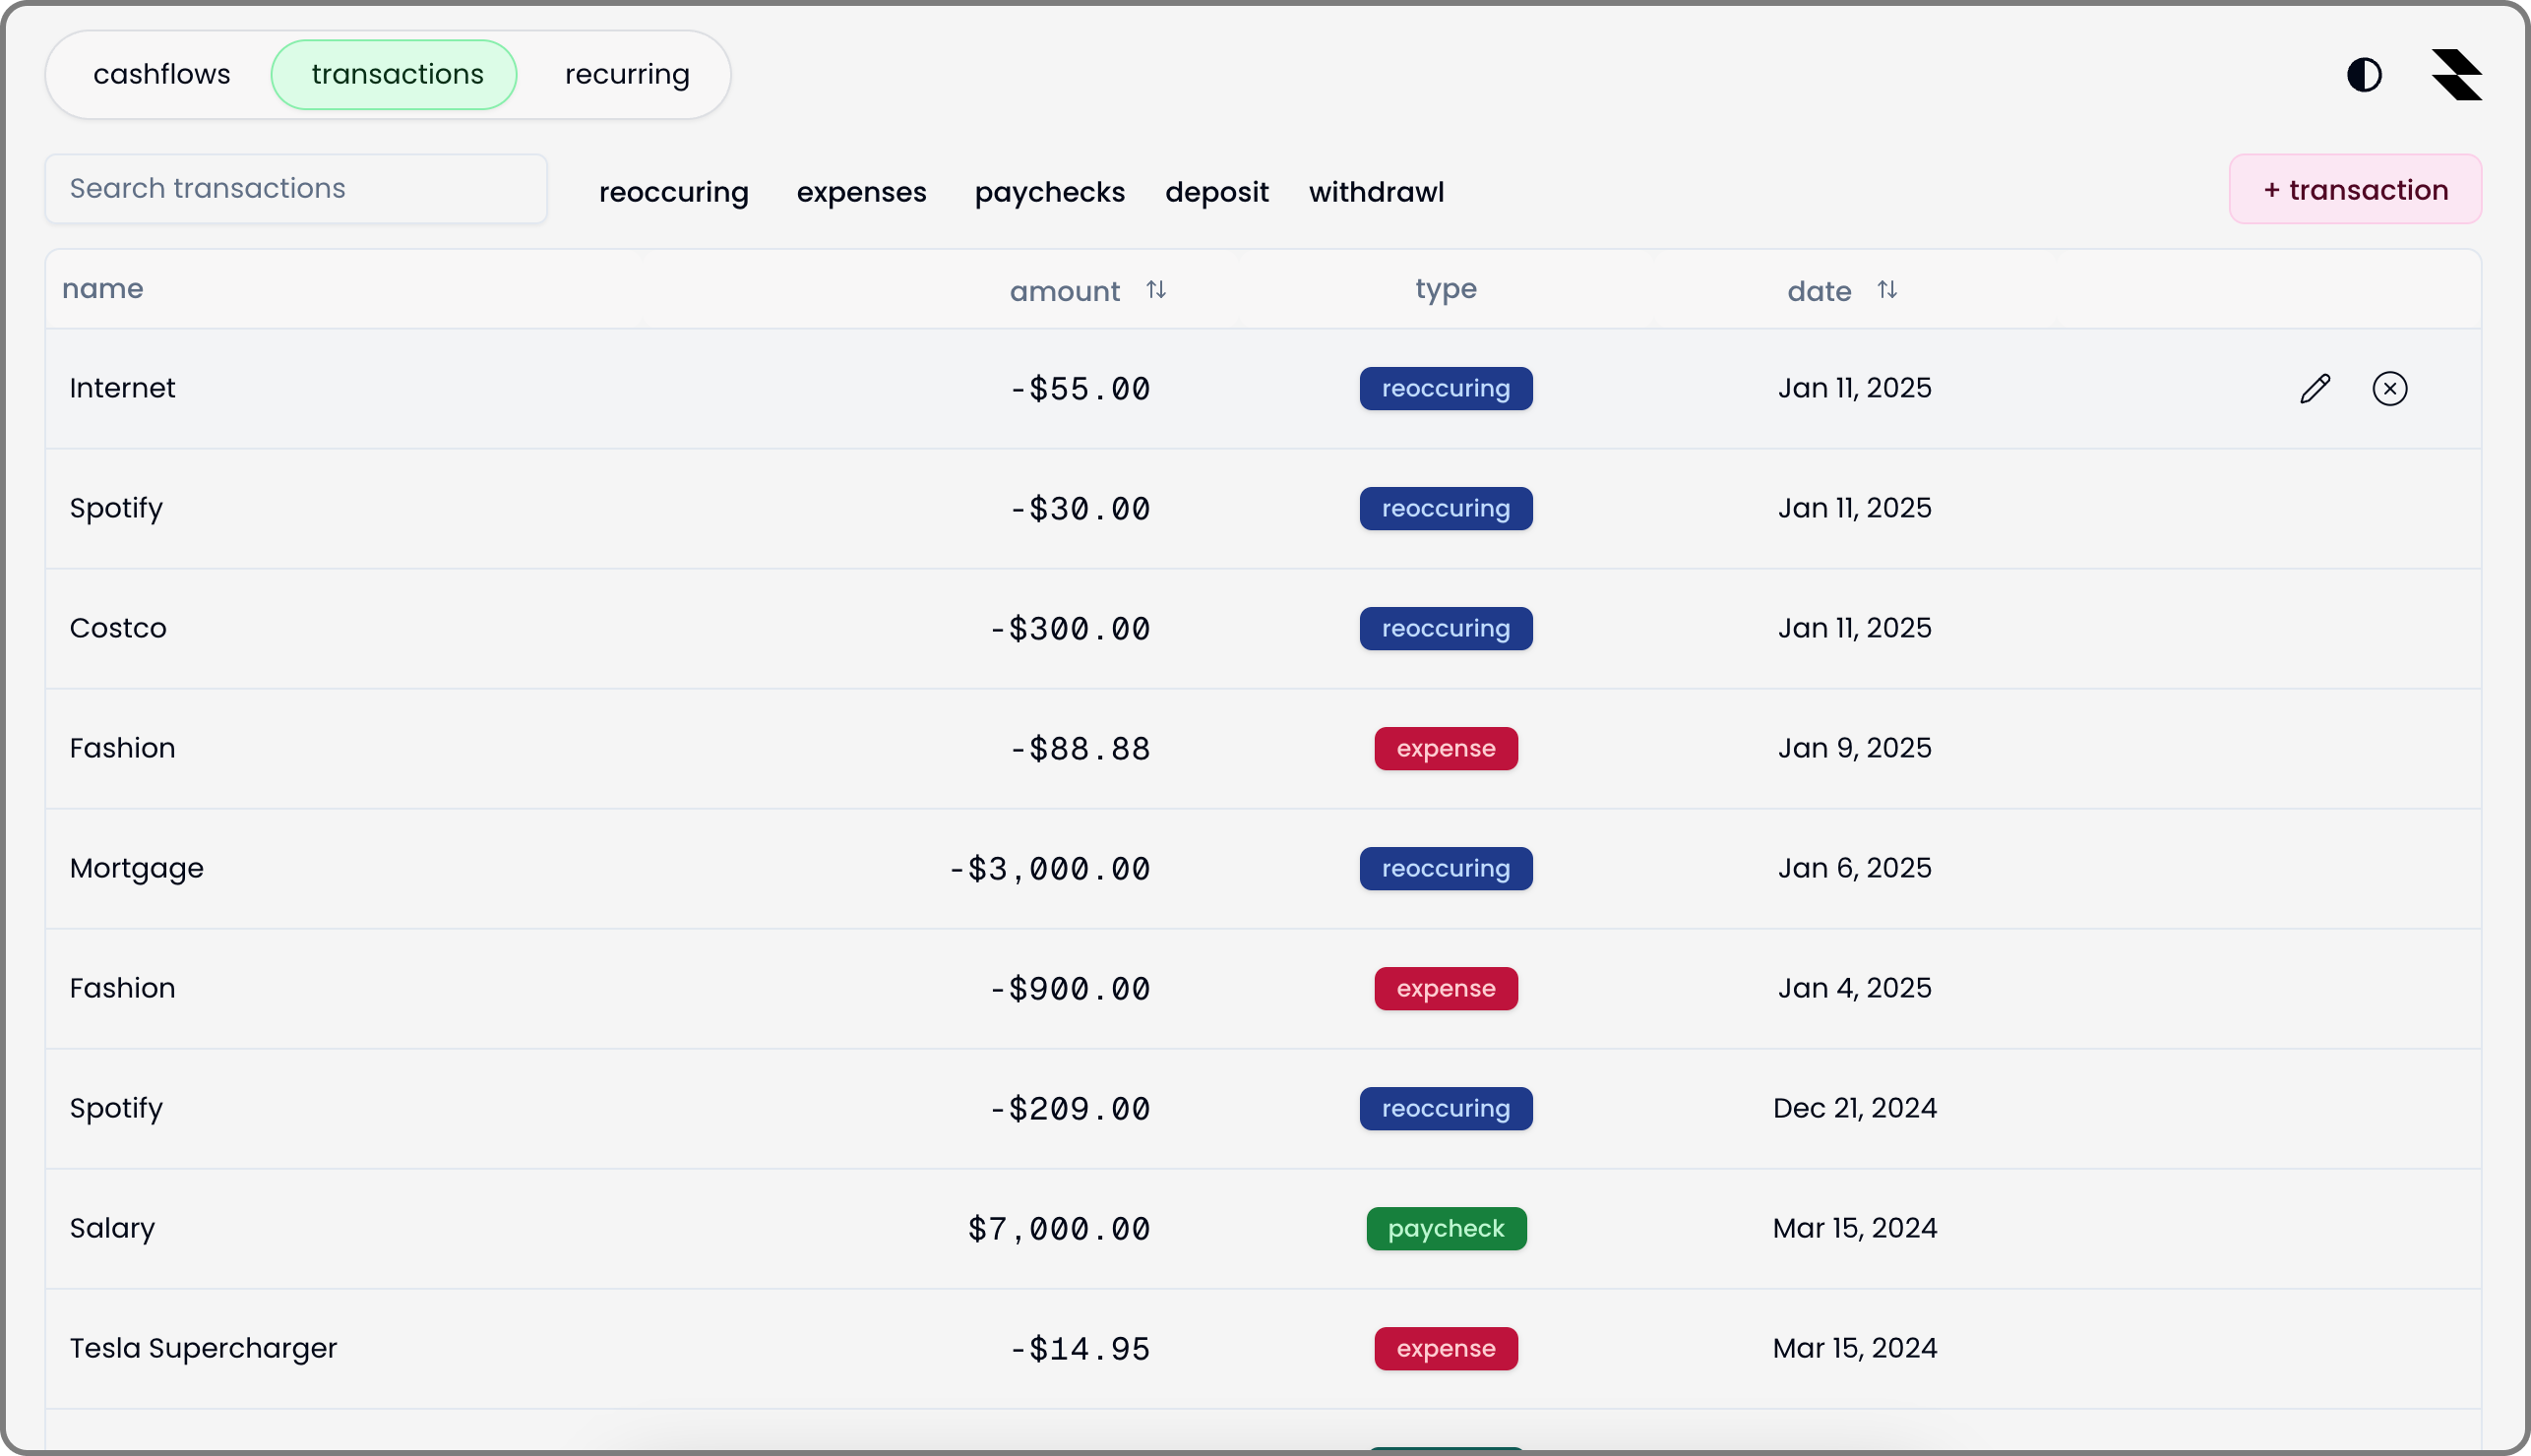 cashflows transactions recurring
Search transactions reoccuring expenses paychecks deposit withdrawl + transaction
name amount type date
Internet -$55.00 reoccuring Jan 11, 2025
Spotify -$30.00 reoccuring Jan 11, 2025
Costco -$300.00 reoccuring Jan 11, 2025
Fashion -$88.88 expense Jan 9, 2025
Mortgage -$3,000.00 reoccuring Jan 6, 2025
Fashion -$900.00 expense Jan 4, 2025
Spotify -$209.00 reoccuring Dec 21, 2024
Salary $7,000.00 paycheck Mar 15, 2024
Tesla Supercharger -$14.95 expense Mar 15, 2024